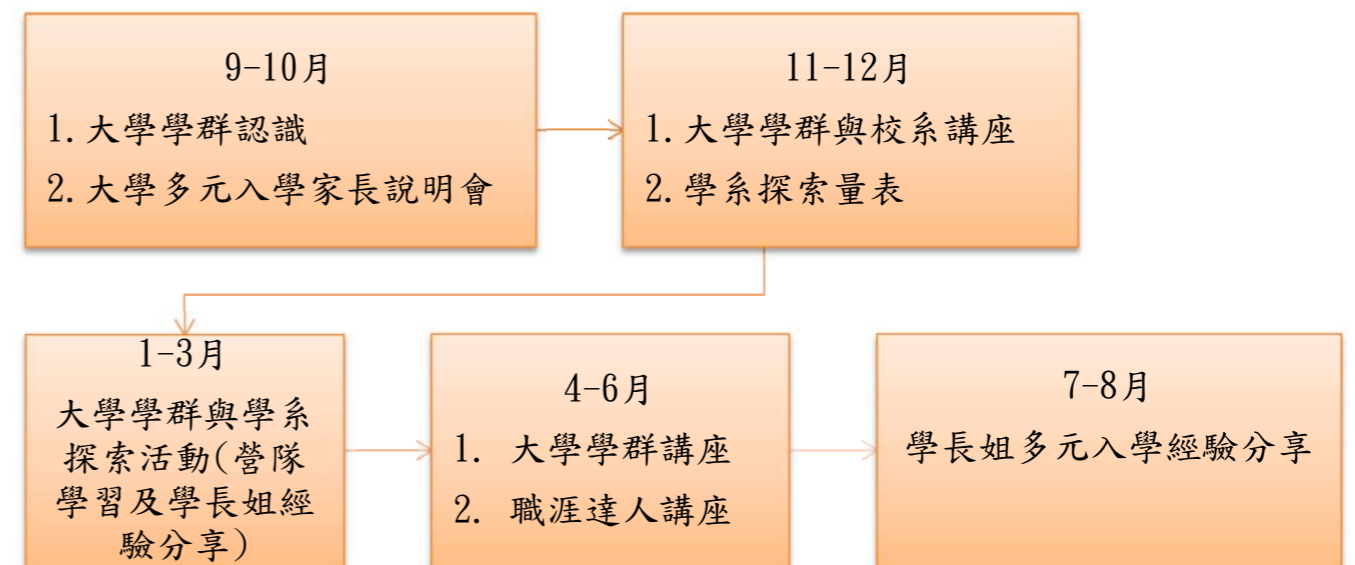 9-10月
1.大學學群認識
2.大學多元入學家長說明會
11-12月
1.大學學群與校系講座
2.學系探索量表
1-3月
大學學群與學系
探索活動(營隊
學習及學長姐經
驗分享)
4-6月
1. 大學學群講座
2. 職涯達人講座
7-8月
學長姐多元入學經驗分享